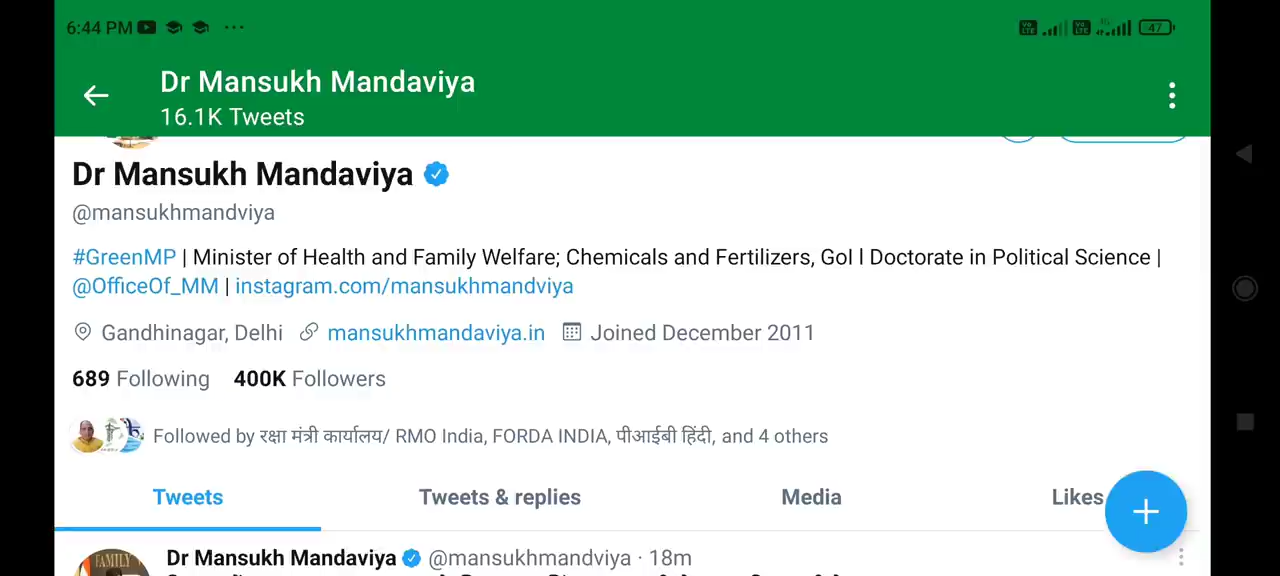 6:44 PM
47
Dr Mansukh Mandaviya
16.1K Tweets
Dr Mansukh Mandaviya
@mansukhmandviya
#GreenMP | Minister of Health and Family Welfare; Chemicals and Fertilizers, GoI l Doctorate in Political Science |
@OfficeOf_MM | instagram.com/mansukhmandviya
Gandhinagar, Delhi mansukhmandaviya.in Joined December 2011
689 Following 400K Followers
Followed by रक्षा मंत्री कार्यालय/ RMO India, FORDA INDIA, पीआईबी हिंदी, and 4 others
Tweets Tweets & replies Media Likes
Dr Mansukh Mandaviya @mansukhmandviya · 18m
FAMILY